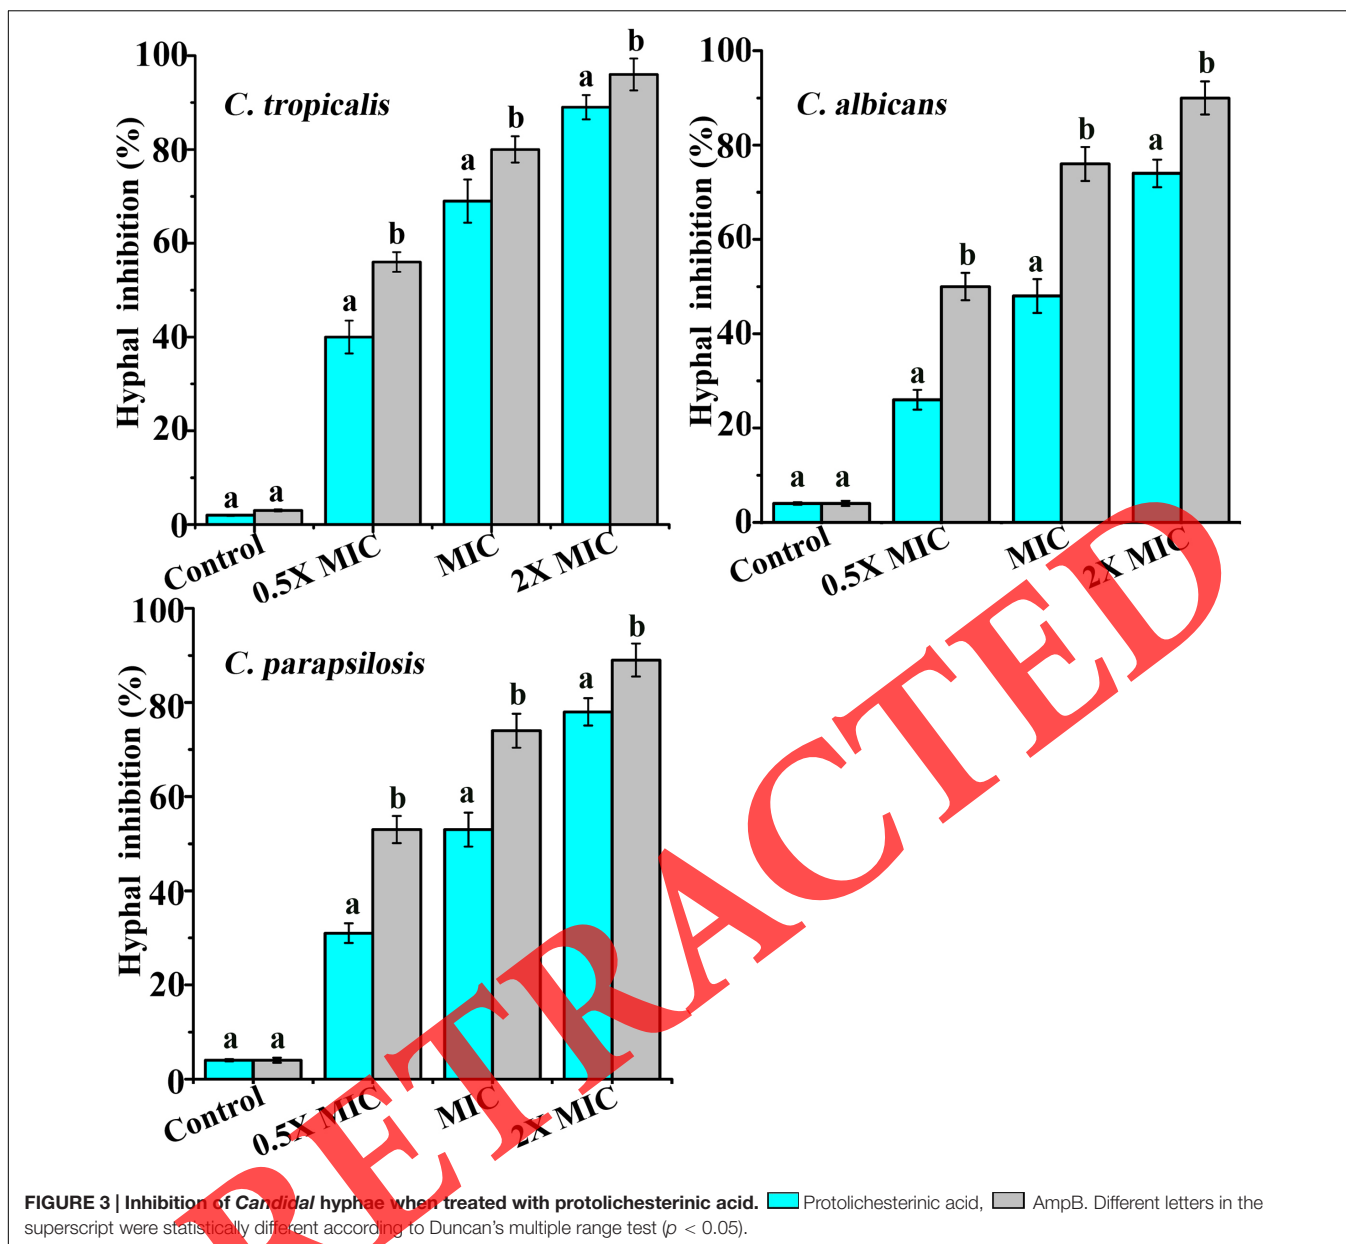 C. tropicalis
Hyphal inhibition (%)
100
80
60
40
20
0
a a
a b
a b
a b
Control 0.5X MIC MIC 2X MIC
C. albicans
Hyphal inhibition (%)
100
80
60
40
20
0
a a
a b
a b
a b
Control 0.5X MIC MIC 2X MIC
C. parapsilosis
Hyphal inhibition (%)
100
80
60
40
20
0
a a
a b
a b
a b
Control 0.5X MIC MIC 2X MIC
RETRACTED
FIGURE 3 | Inhibition of Candidal hyphae when treated with protolichesterinic acid. Protolichesterinic acid, AmpB. Different letters in the
superscript were statistically different according to Duncan's multiple range test (p < 0.05).